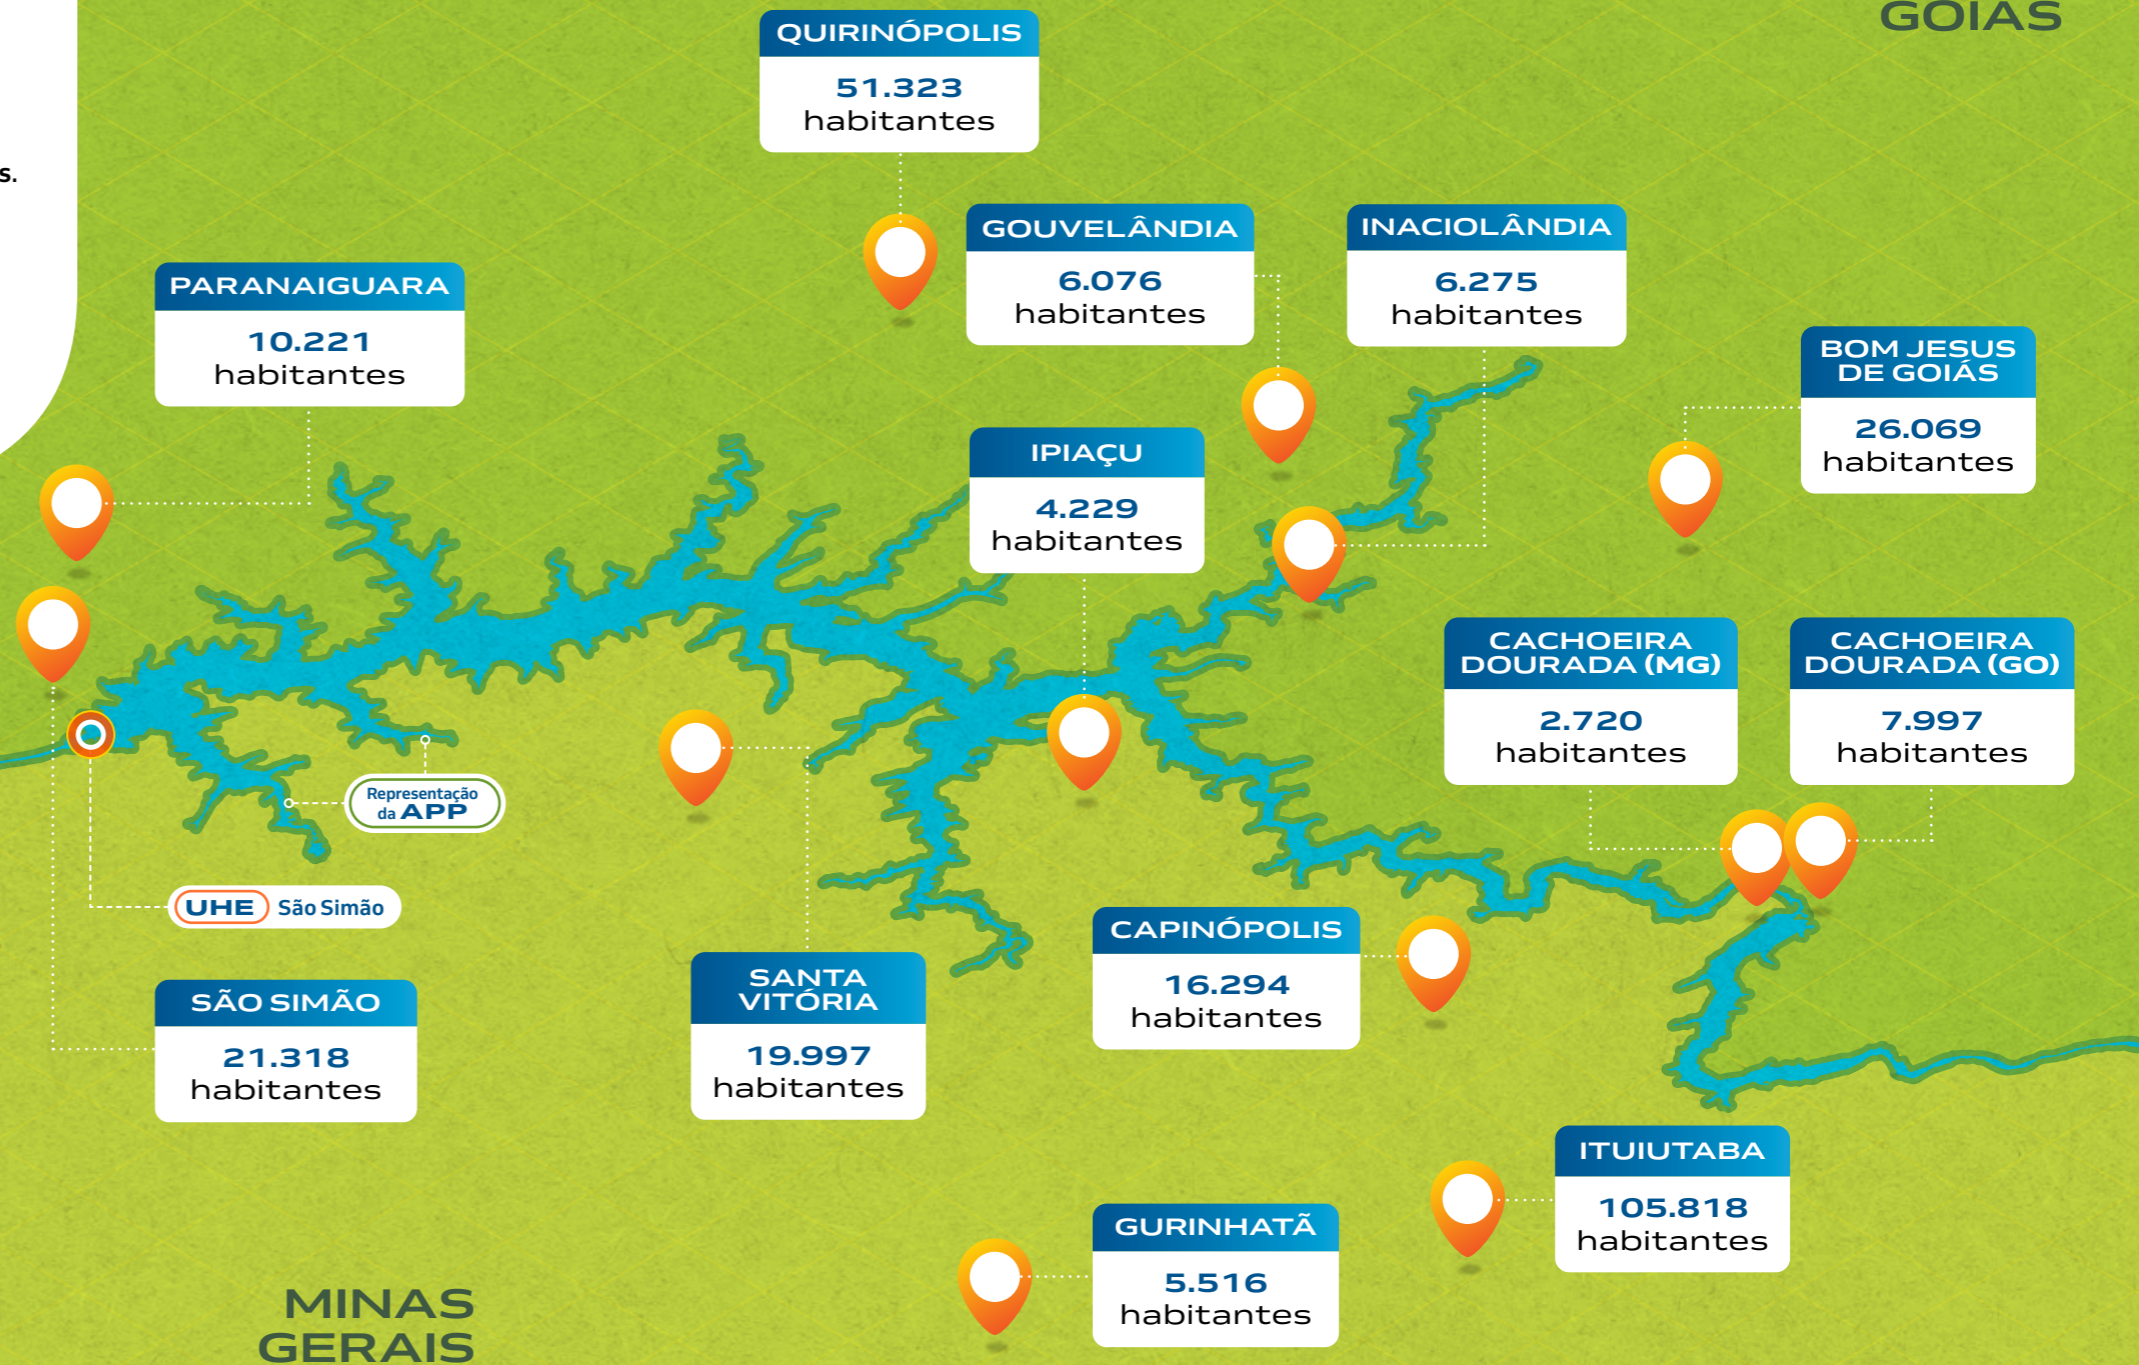 GOIÁS
s.
QUIRINÓPOLIS
51.323
habitantes
GOUVELÂNDIA
6.076
habitantes
INACIOLÂNDIA
6.275
habitantes
PARANAIGUARA
10.221
habitantes
BOM JESUS
DE GOIÁS
26.069
habitantes
IPIAÇU
4.229
habitantes
CACHOEIRA
DOURADA (MG)
2.720
habitantes
CACHOEIRA
DOURADA (GO)
7.997
habitantes
Representação
da APP
UHE São Simão
CAPINÓPOLIS
16.294
habitantes
SANTA
VITÓRIA
19.997
habitantes
SÃO SIMÃO
21.318
habitantes
ITUIUTABA
105.818
habitantes
GURINHATÃ
5.516
habitantes
MINAS
GERAIS